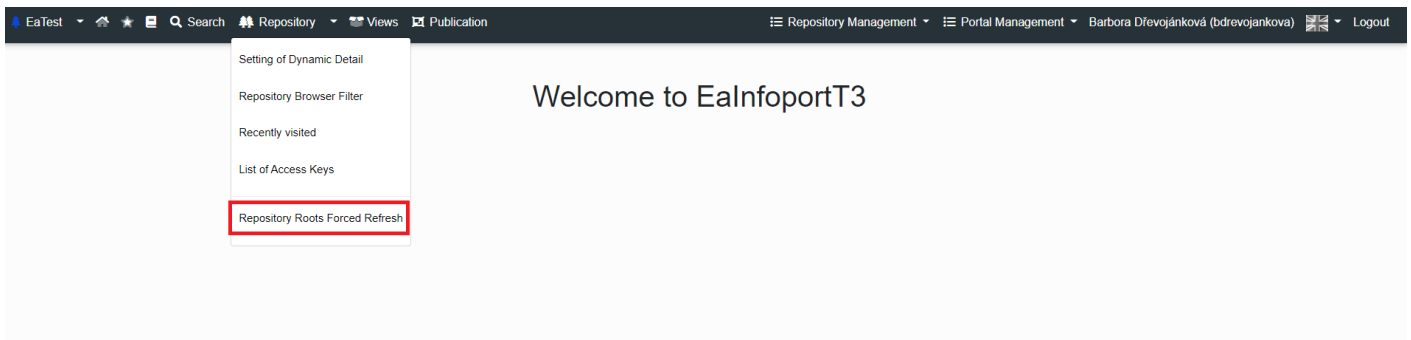 EaTest Search Repository Views Publication Repository Management Portal Management Barbora Dřevojánková (bdrevojankova) Logout
Setting of Dynamic Detail
Repository Browser Filter
Welcome to EaInfoportT3
Recently visited
List of Access Keys
Repository Roots Forced Refresh